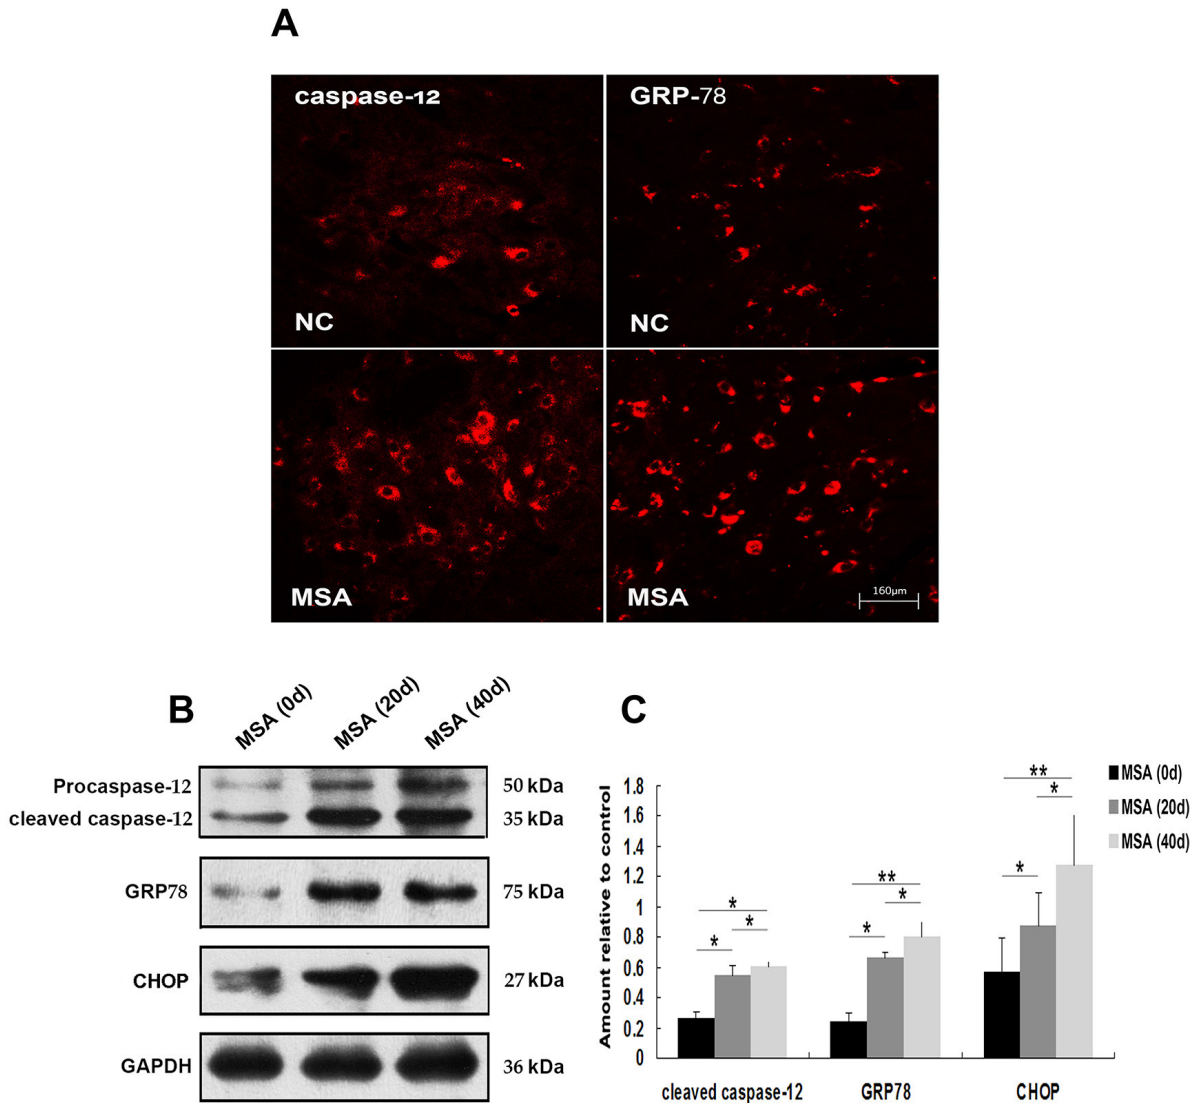 A
caspase-12
GRP-78
NC
NC
MSA
MSA
160µm
B
MSA (0d)
MSA (20d)
MSA (40d)
Procaspase-12
50 kDa
cleaved caspase-12
35 kDa
GRP78
75 kDa
CHOP
27 kDa
GAPDH
36 kDa
C
Amount relative to control
1.8
1.6
1.4
1.2
1
0.8
0.6
0.4
0.2
0
*
*
*
**
*
*
**
*
*
MSA (0d)
MSA (20d)
MSA (40d)
cleaved caspase-12
GRP78
CHOP